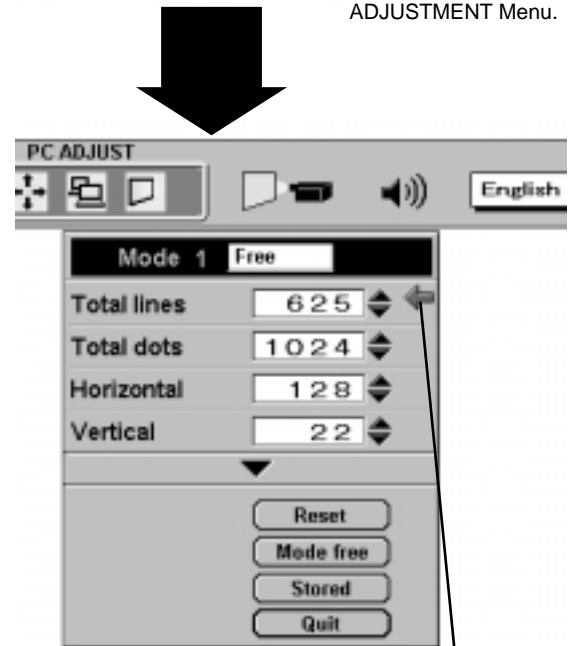 ADJUSTMENT Menu.
PC ADJUST
English
Mode 1 Free
Total lines 625
Total dots 1024
Horizontal 128
Vertical 22
Reset
Mode free
Stored
Quit